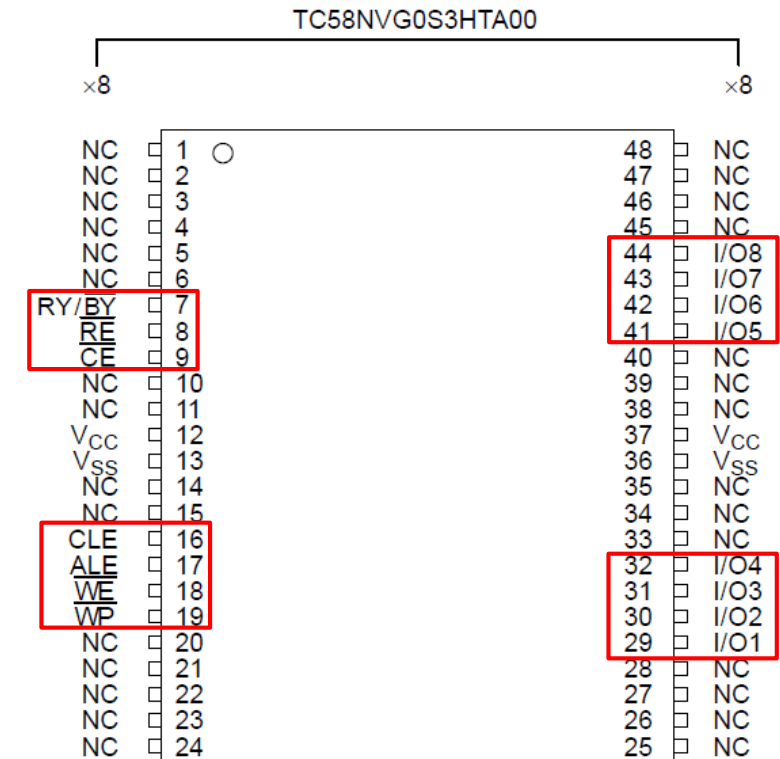 TC58NVG0S3HTA00
×8 ×8
NC 1 48 NC
NC 2 47 NC
NC 3 46 NC
NC 4 45 NC
NC 5 44 I/O8
NC 6 43 I/O7
RY/B̅Y̅ 7 42 I/O6
R̅E̅ 8 41 I/O5
C̅E̅ 9 40 NC
NC 10 39 NC
NC 11 38 NC
VCC 12 37 VCC
VSS 13 36 VSS
NC 14 35 NC
NC 15 34 NC
CLE 16 33 NC
ALE 17 32 I/O4
W̅E̅ 18 31 I/O3
W̅P̅ 19 30 I/O2
NC 20 29 I/O1
NC 21 28 NC
NC 22 27 NC
NC 23 26 NC
NC 24 25 NC